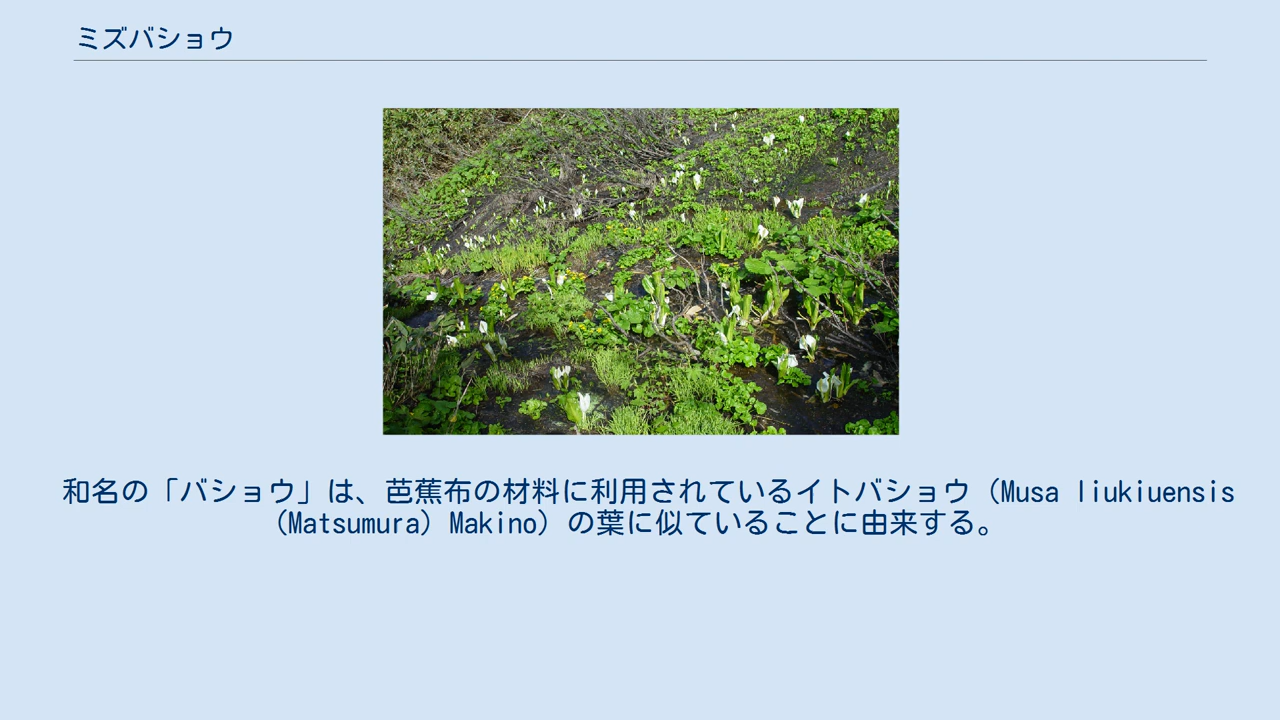 ミズバショウ
和名の「バショウ」は、芭蕉布の材料に利用されているイトバショウ（Musa liukiuensis
（Matsumura）Makino）の葉に似ていることに由来する。